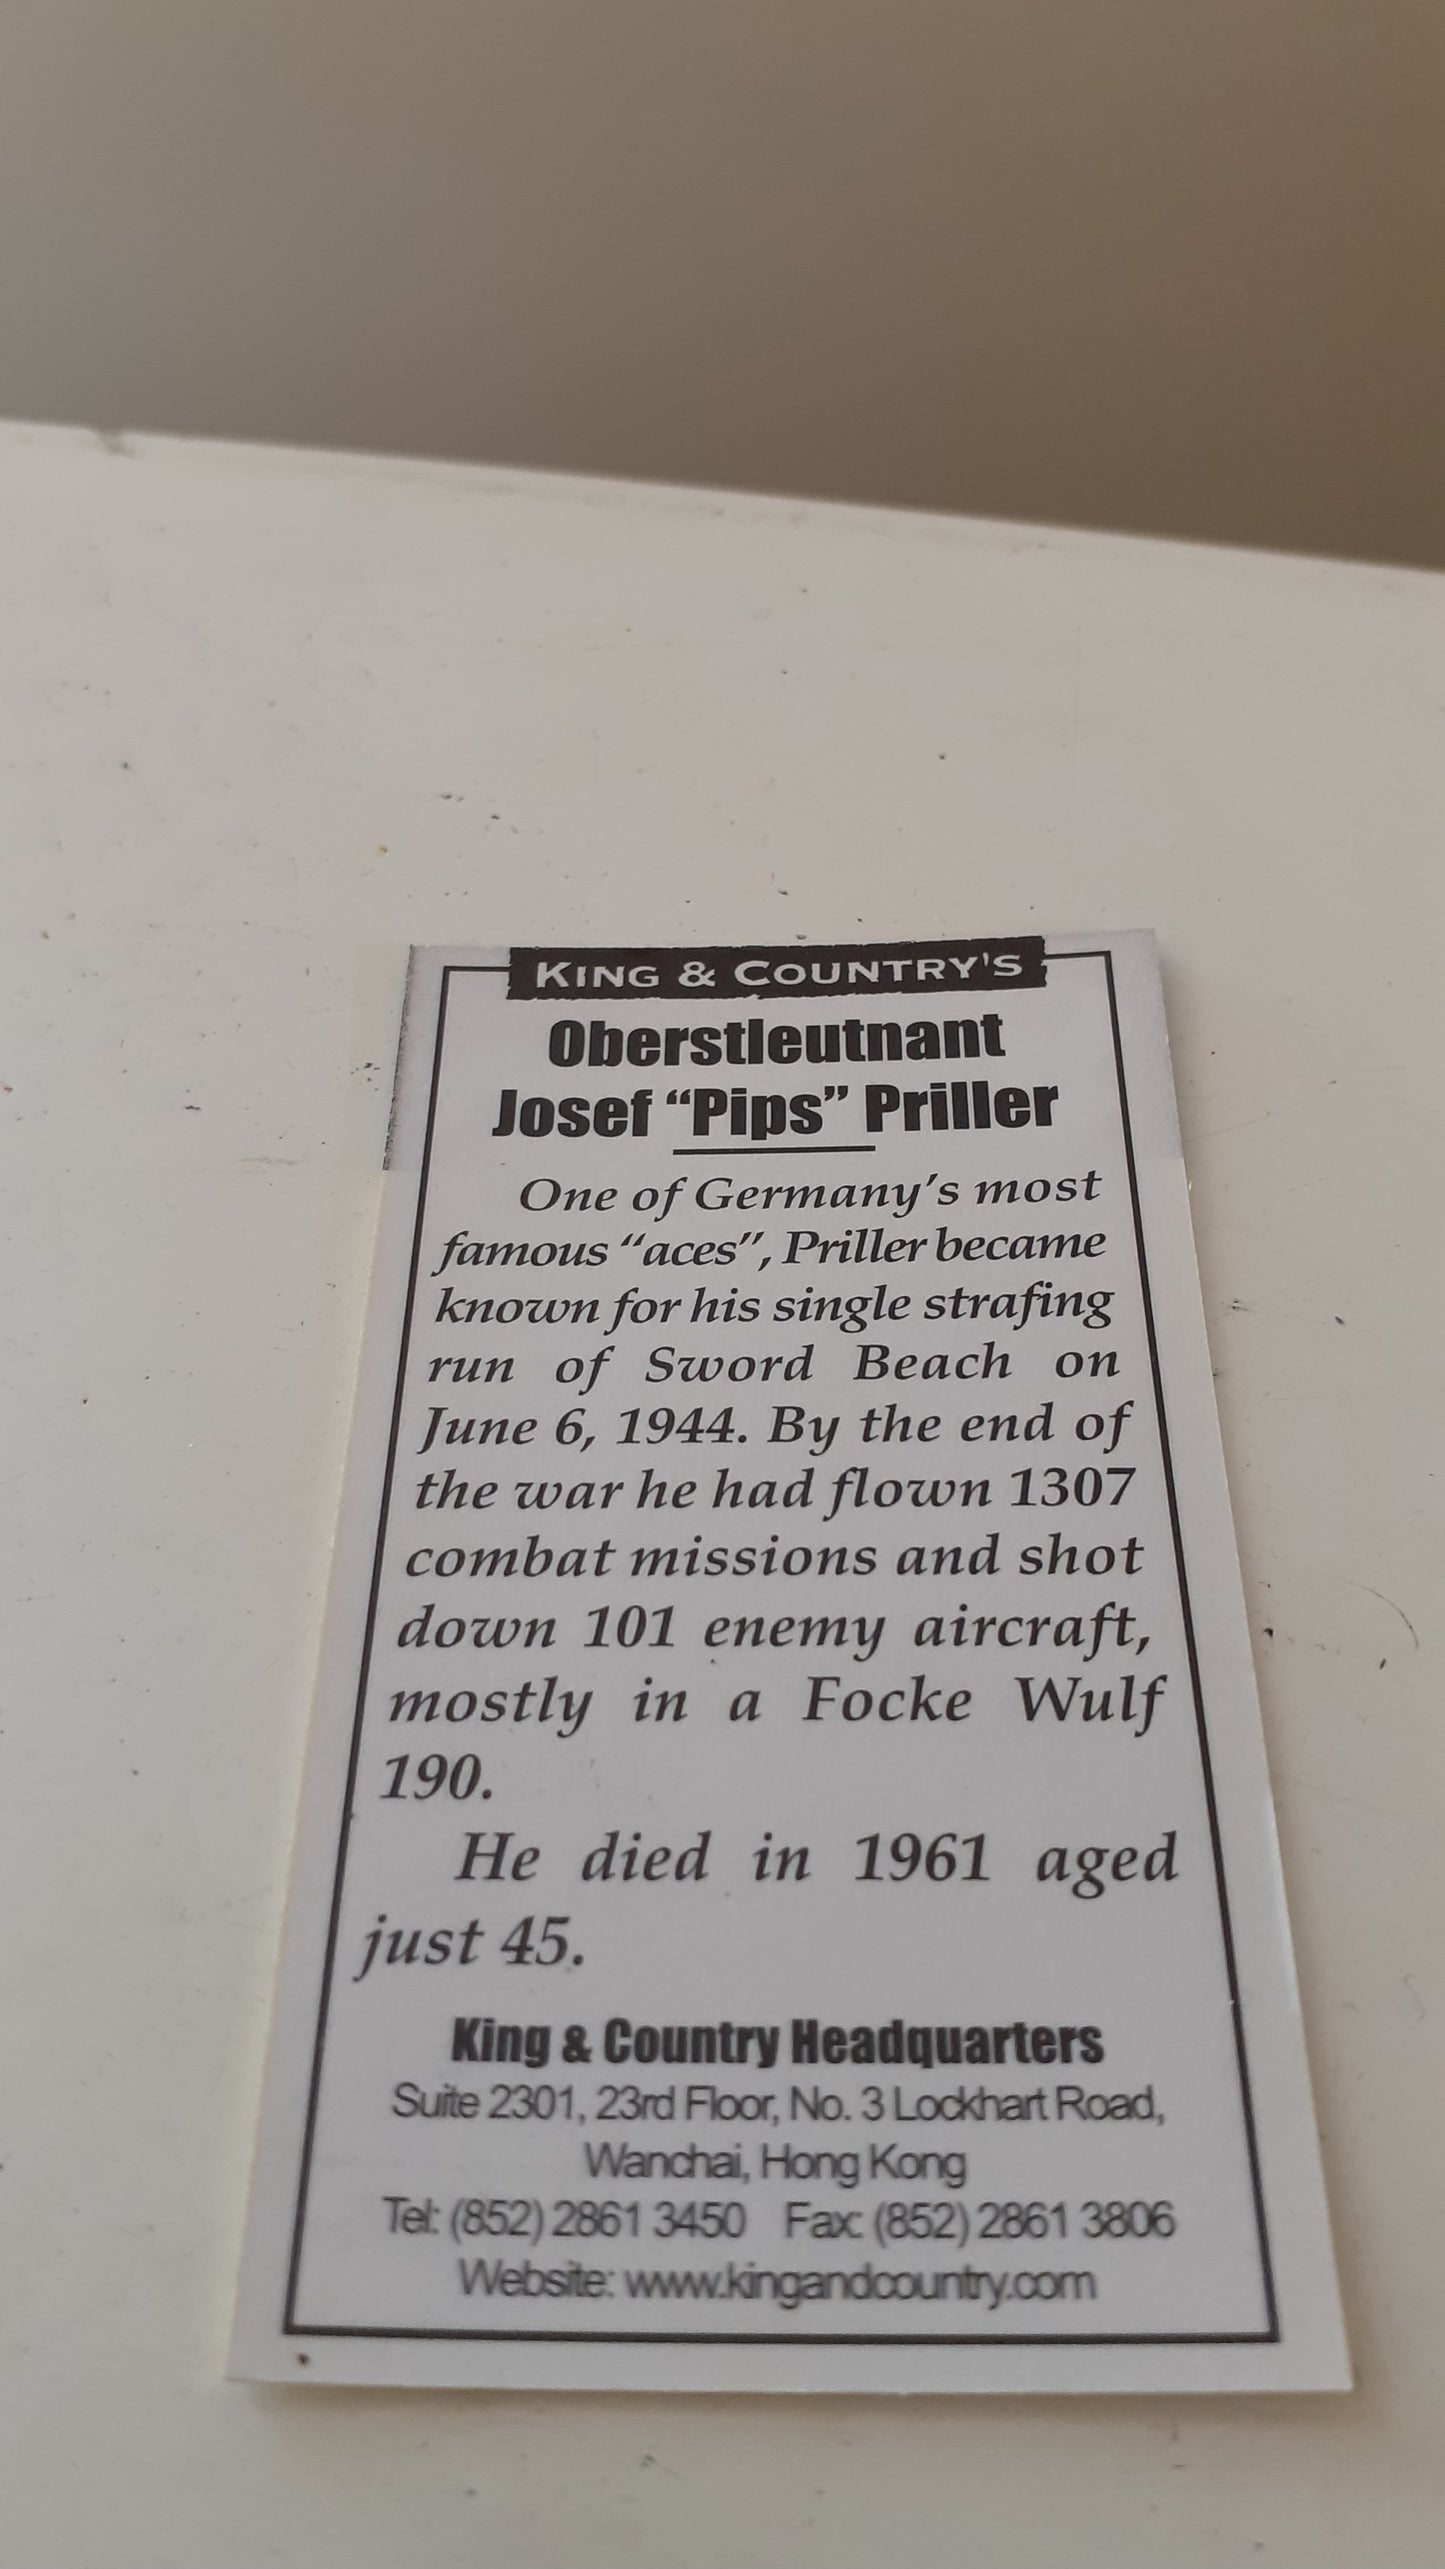 KING & COUNTRY'S
Oberstleutnant
Josef “Pips” Priller
One of Germany’s most
famous “aces”, Priller became
known for his single strafing
run of Sword Beach on
June 6, 1944. By the end of
the war he had flown 1307
combat missions and shot
down 101 enemy aircraft,
mostly in a Focke Wulf
190.
He died in 1961 aged
just 45.
King & Country Headquarters
Suite 2301, 23rd Floor, No. 3 Lockhart Road,
Wanchai, Hong Kong
Tel: (852) 2861 3450 Fax: (852) 2861 3806
Website: www.kingandcountry.com